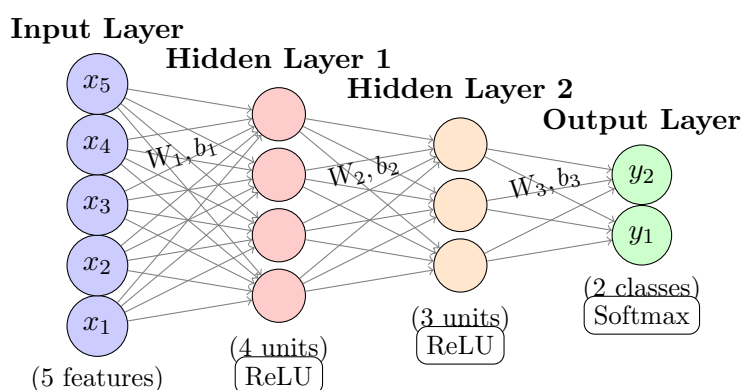 Input Layer
Hidden Layer 1
Hidden Layer 2
Output Layer
x₅
x₄
x₃
x₂
x₁
W₁, b₁
W₂, b₂
W₃, b₃
y₂
y₁
(5 features)
(4 units)
ReLU
(3 units)
ReLU
(2 classes)
Softmax